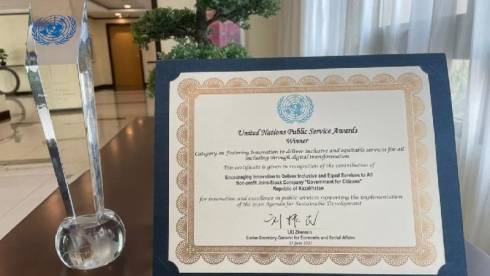 United Nations Public Service Awards
Winner
Category on fostering innovation to deliver inclusive and equitable services for all
including through digital transformation
This certificate is given in recognition of the contribution of
Encouraging Innovation to Deliver Inclusive and Equal Services to All
Non-profit Joint-Stock Company "Government for Citizens"
Republic of Kazakhstan
for innovation and excellence in public services supporting the implementation
of the 2030 Agenda for Sustainable Development
LIU Zhenmin
Under-Secretary-General for Economic and Social Affairs